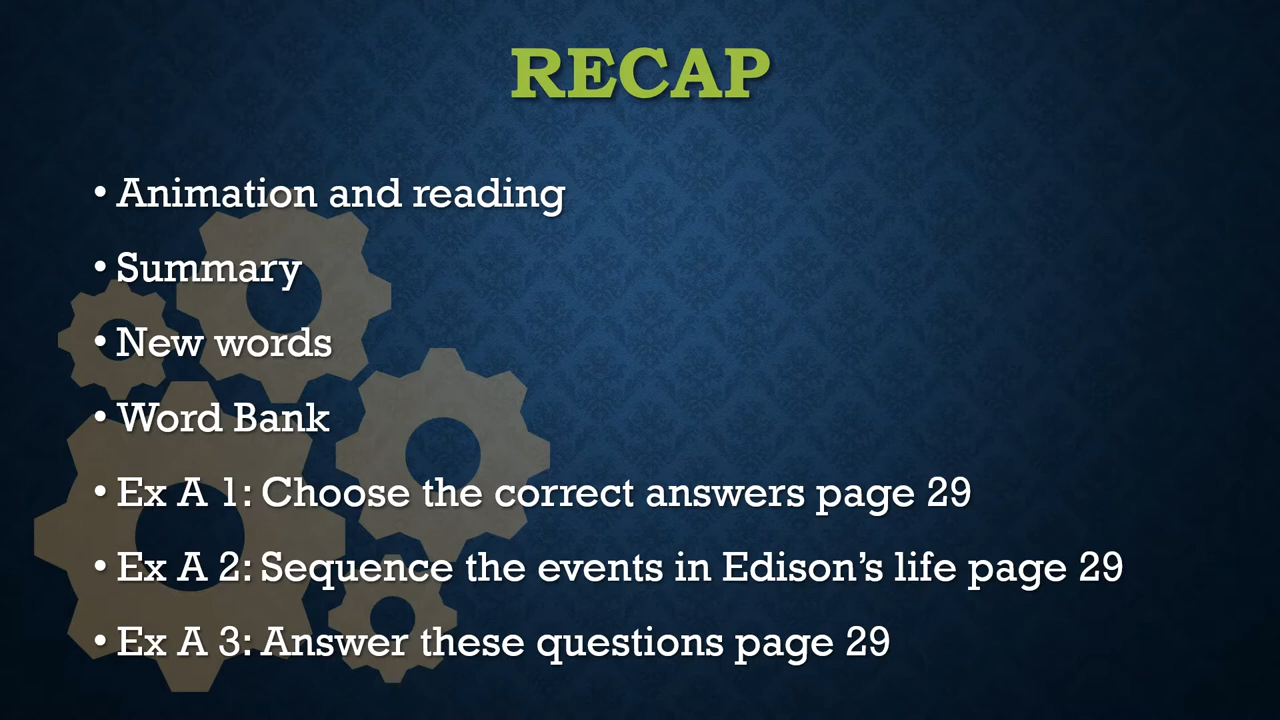 RECAP
• Animation and reading
• Summary
• New words
• Word Bank
• Ex A 1: Choose the correct answers page 29
• Ex A 2: Sequence the events in Edison’s life page 29
• Ex A 3: Answer these questions page 29